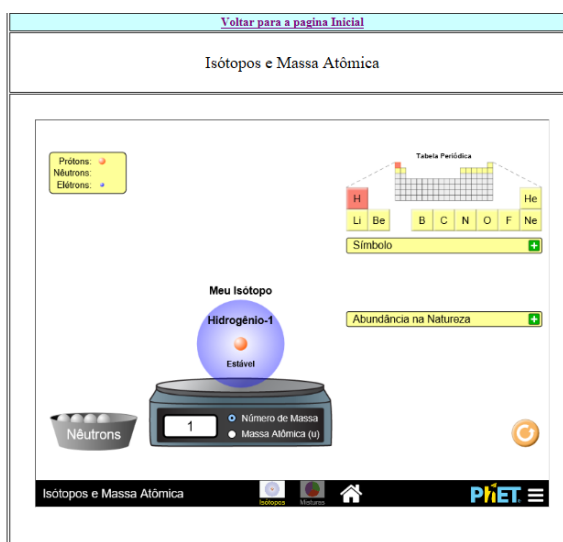 Voltar para a pagina Inicial
Isótopos e Massa Atômica
Prótons:
Nêutrons:
Elétrons:
Tabela Periódica
H
He
Li Be B C N O F Ne
Símbolo
Meu Isótopo
Hidrogênio-1
Estável
Abundância na Natureza
1
Número de Massa
Massa Atômica (u)
Nêutrons
Isótopos e Massa Atômica
Isótopos
Misturas
PhET